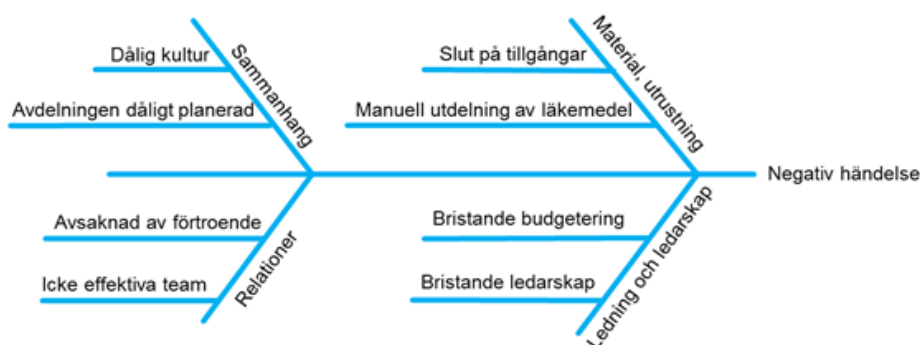 Dålig kultur
Avdelningen dåligt planerad
Sammanhang
Slut på tillgångar
Manuell utdelning av läkemedel
Material, utrustning
Negativ händelse
Avsaknad av förtroende
Icke effektiva team
Relationer
Bristande budgetering
Bristande ledarskap
Ledning och ledarskap